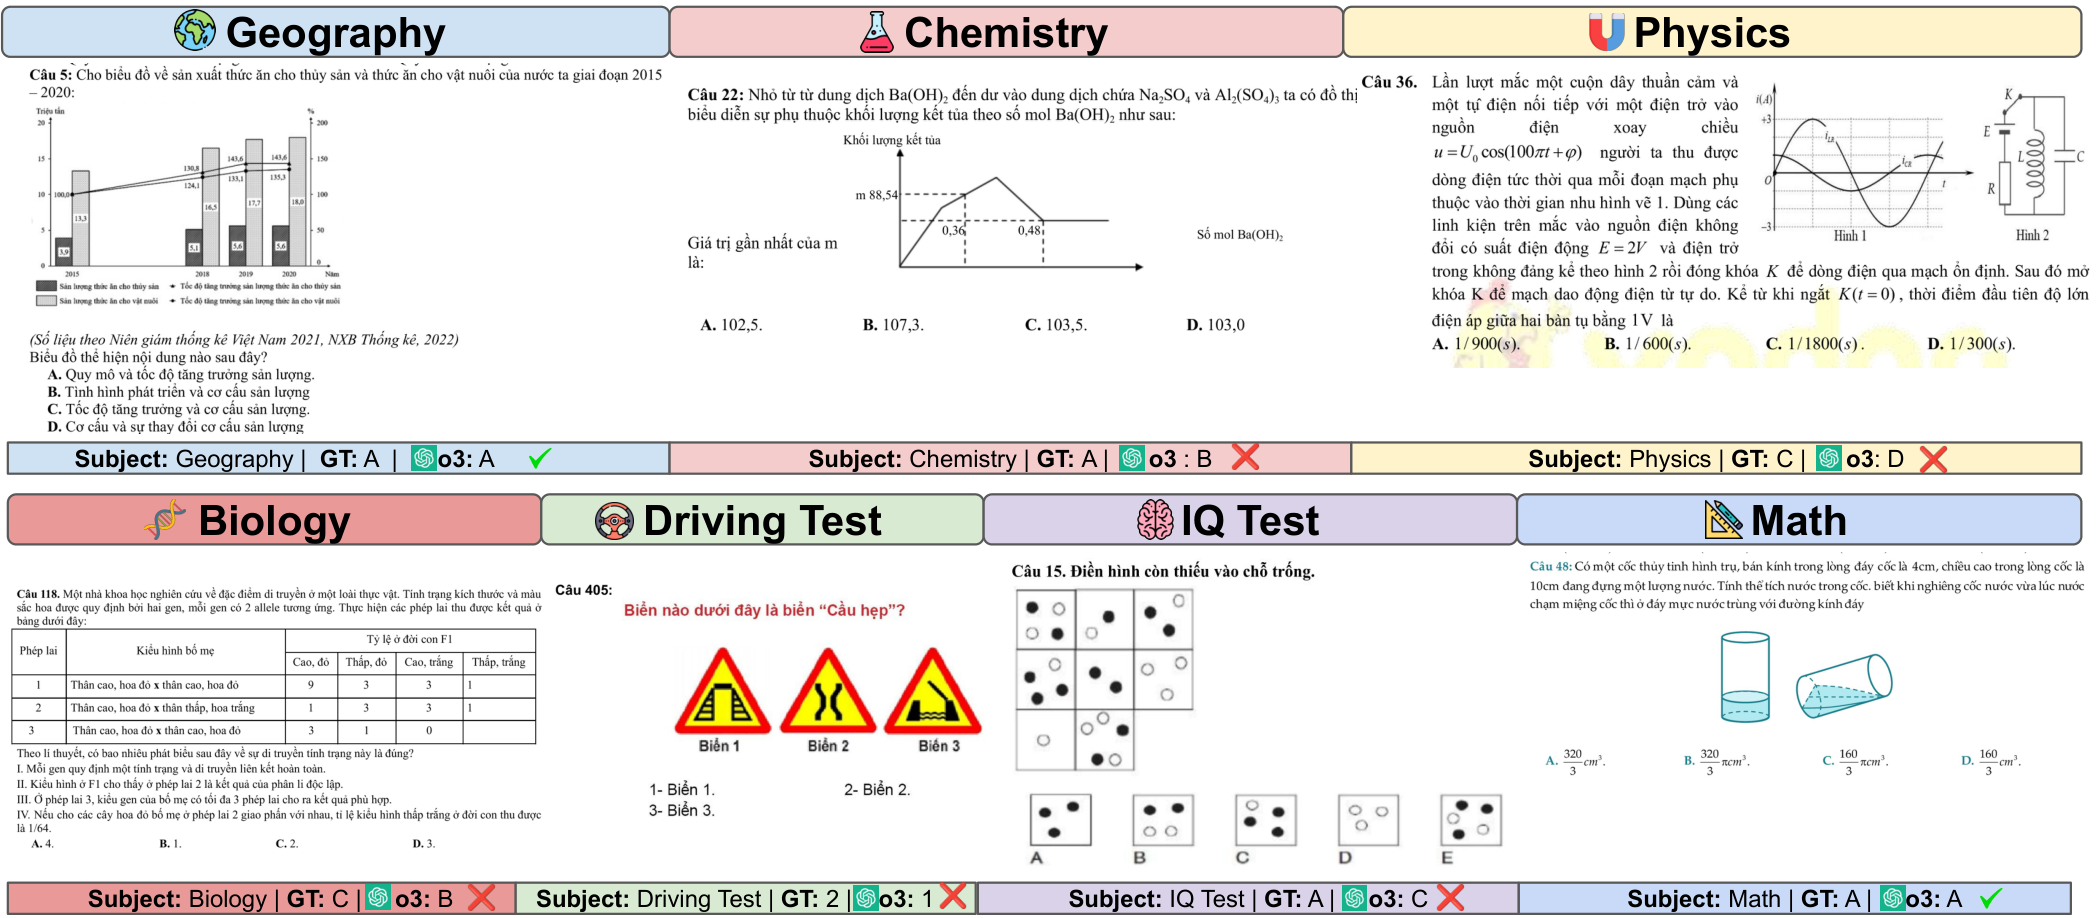 Geography
Câu 5: Cho biểu đồ về sản xuất thức ăn cho thủy sản và thức ăn cho vật nuôi của nước ta giai đoạn 2015
– 2020:
Triệu tấn
%
20
15
10
5
0
200
150
100
50
0
100,0
130,8
124,1
143,6
133,1
143,6
135,3
3,9
13,3
5,1
16,5
5,6
17,7
5,6
18,0
2015
2018
2019
2020
Năm
Sản lượng thức ăn cho thủy sản
Tốc độ tăng trưởng sản lượng thức ăn cho thủy sản
Sản lượng thức ăn cho vật nuôi
Tốc độ tăng trưởng sản lượng thức ăn cho vật nuôi
(Số liệu theo Niên giám thống kê Việt Nam 2021, NXB Thống kê, 2022)
Biểu đồ thể hiện nội dung nào sau đây?
A. Quy mô và tốc độ tăng trưởng sản lượng.
B. Tình hình phát triển và cơ cấu sản lượng
C. Tốc độ tăng trưởng và cơ cấu sản lượng.
D. Cơ cấu và sự thay đổi cơ cấu sản lượng
Subject: Geography | GT: A | o3: A
Chemistry
Câu 22: Nhỏ từ từ dung dịch Ba(OH)₂ đến dư vào dung dịch chứa Na₂SO₄ và Al₂(SO₄)₃ ta có đồ thị
biểu diễn sự phụ thuộc khối lượng kết tủa theo số mol Ba(OH)₂ như sau:
Khối lượng kết tủa
m 88,54
0,36
0,48
Số mol Ba(OH)₂
Giá trị gần nhất của m
là:
A. 102,5. B. 107,3. C. 103,5. D. 103,0
Subject: Chemistry | GT: A | o3 : B
Physics
Câu 36. Lần lượt mắc một cuộn dây thuần cảm và
một tụ điện nối tiếp với một điện trở vào
nguồn điện xoay chiều
u = U₀ cos(100πt + φ) người ta thu được
dòng điện tức thời qua mỗi đoạn mạch phụ
thuộc vào thời gian như hình vẽ 1. Dùng các
linh kiện trên mắc vào nguồn điện không
đổi có suất điện động E = 2V và điện trở
trong không đáng kể theo hình 2 rồi đóng khóa K để dòng điện qua mạch ổn định. Sau đó mở
khóa K để mạch dao động điện từ tự do. Kể từ khi ngắt K(t = 0), thời điểm đầu tiên độ lớn
điện áp giữa hai bản tụ bằng 1V là
A. 1/900(s). B. 1/600(s). C. 1/1800(s). D. 1/300(s).
i(A)
+3
O
-3
i_LR
i_CR
t
Hình 1
K
E
L
C
R
Hình 2
Subject: Physics | GT: C | o3: D
Biology
Câu 118. Một nhà khoa học nghiên cứu về đặc điểm di truyền ở một loài thực vật. Tính trạng kích thước và màu
sắc hoa được quy định bởi hai gen, mỗi gen có 2 allele tương ứng. Thực hiện các phép lai thu được kết quả ở
bảng dưới đây:
Phép lai Kiểu hình bố mẹ Tỷ lệ ở đời con F1
Cao, đỏ Thấp, đỏ Cao, trắng Thấp, trắng
1 Thân cao, hoa đỏ x thân cao, hoa đỏ 9 3 3 1
2 Thân cao, hoa đỏ x thân thấp, hoa trắng 1 3 3 1
3 Thân cao, hoa đỏ x thân cao, hoa đỏ 3 1 0
Theo lí thuyết, có bao nhiêu phát biểu sau đây về sự di truyền tính trạng này là đúng?
I. Mỗi gen quy định một tính trạng và di truyền liên kết hoàn toàn.
II. Kiểu hình ở F1 cho thấy ở phép lai 2 là kết quả của phân li độc lập.
III. Ở phép lai 3, kiểu gen của bố mẹ có tối đa 3 phép lai cho ra kết quả phù hợp.
IV. Nếu cho các cây hoa đỏ bố mẹ ở phép lai 2 giao phấn với nhau, tỉ lệ kiểu hình thấp trắng ở đời con thu được
là 1/64.
A. 4. B. 1. C. 2. D. 3.
Subject: Biology | GT: C | o3: B
Driving Test
Câu 405:
Biển nào dưới đây là biển “Cầu hẹp”?
Biển 1 Biển 2 Biển 3
1- Biển 1. 2- Biển 2.
3- Biển 3.
Subject: Driving Test | GT: 2 | o3: 1
IQ Test
Câu 15. Điền hình còn thiếu vào chỗ trống.
A B C D E
Subject: IQ Test | GT: A | o3: C
Math
Câu 48: Có một cốc thủy tinh hình trụ, bán kính trong lòng đáy cốc là 4cm, chiều cao trong lòng cốc là
10cm đang đựng một lượng nước. Tính thể tích nước trong cốc. biết khi nghiêng cốc nước vừa lúc nước
chạm miệng cốc thì ở đáy mực nước trùng với đường kính đáy
A. 320/3 cm³. B. 320/3 πcm³. C. 160/3 πcm³. D. 160/3 cm³.
Subject: Math | GT: A | o3: A